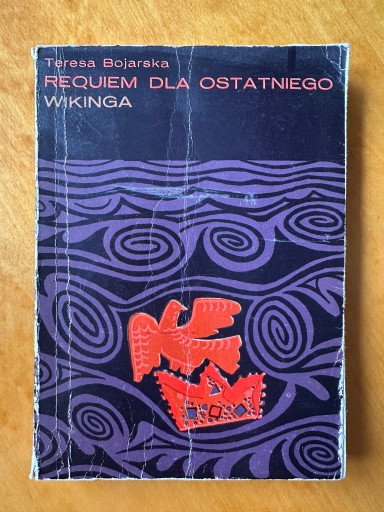 Teresa Bojarska
REQUIEM DLA OSTATNIEGO
WIKINGA